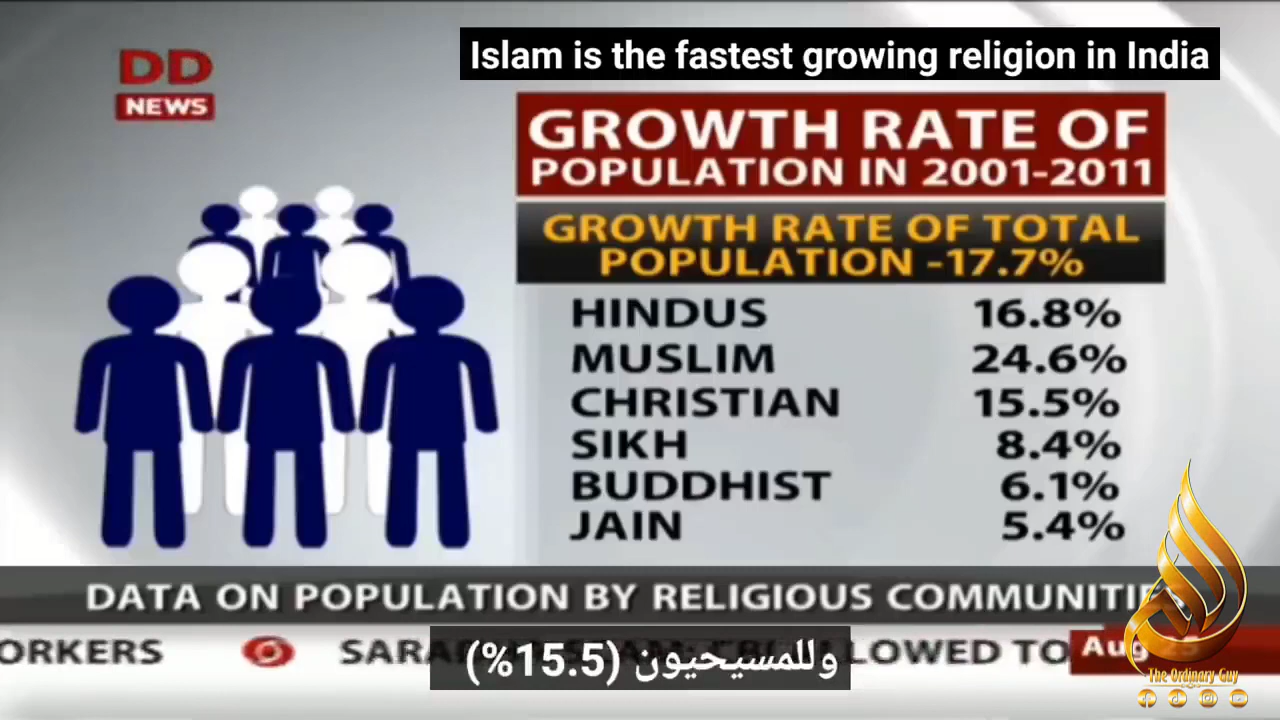 Islam is the fastest growing religion in India
DD
NEWS
GROWTH RATE OF
POPULATION IN 2001-2011
GROWTH RATE OF TOTAL
POPULATION -17.7%
HINDUS 16.8%
MUSLIM 24.6%
CHRISTIAN 15.5%
SIKH 8.4%
BUDDHIST 6.1%
JAIN 5.4%
DATA ON POPULATION BY RELIGIOUS
ORKERS
LLOWED TO
Aug
وللمسيحيون (15.5%)
The Ordinary Guy